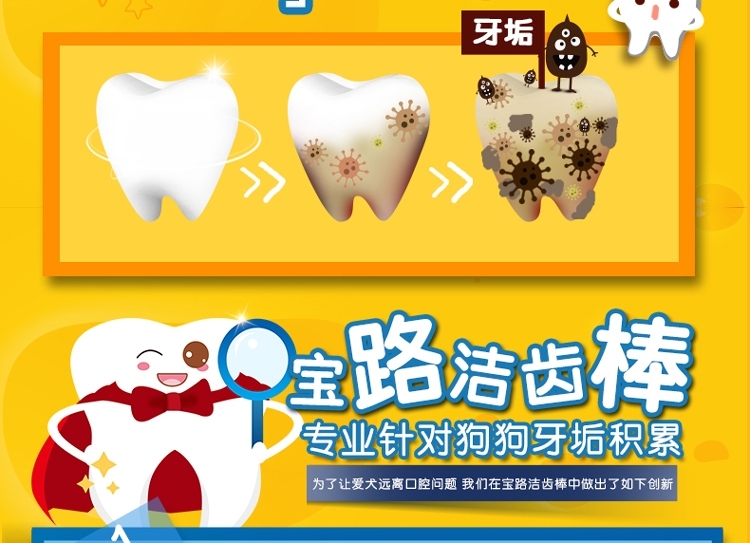 牙垢
宝路洁齿棒
专业针对狗狗牙垢积累
为了让爱犬远离口腔问题 我们在宝路洁齿棒中做出了如下创新